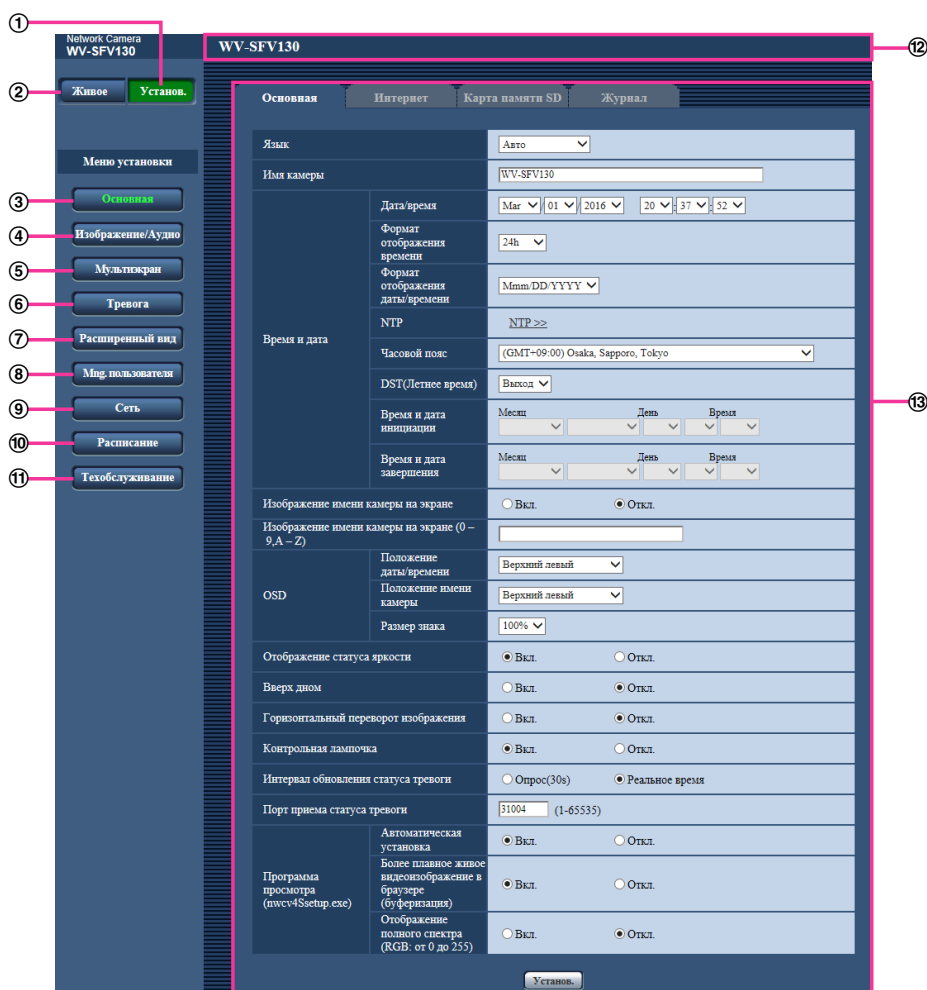 ①
Network Camera
WV-SFV130
WV-SFV130
⑫
②
Живое
Установ.
Основная
Интернет
Карта памяти SD
Журнал
Меню установки
③
Основная
④
Изображение/Аудио
⑤
Мультиэкран
⑥
Тревога
⑦
Расширенный вид
⑧
Mng. пользователя
⑨
Сеть
⑩
Расписание
⑪
Техобслуживание
⑬
Язык
Авто
Имя камеры
WV-SFV130
Время и дата
Дата/время
Mar / 01 / 2016 20 : 37 : 52
Формат
отображения
времени
24h
Формат
отображения
даты/времени
Mmm/DD/YYYY
NTP
NTP >>
Часовой пояс
(GMT+09:00) Osaka, Sapporo, Tokyo
DST(Летнее время)
Выход
Время и дата
инициации
Месяц День Время
Время и дата
завершения
Месяц День Время
Изображение имени камеры на экране
Вкл. Откл.
Изображение имени камеры на экране (0 –
9,A – Z)
OSD
Положение
даты/времени
Верхний левый
Положение имени
камеры
Верхний левый
Размер знака
100%
Отображение статуса яркости
Вкл. Откл.
Вверх дном
Вкл. Откл.
Горизонтальный переворот изображения
Вкл. Откл.
Контрольная лампочка
Вкл. Откл.
Интервал обновления статуса тревоги
Опрос(30s) Реальное время
Порт приема статуса тревоги
31004 (1-65535)
Программа
просмотра
(nwcv4Ssetup.exe)
Автоматическая
установка
Вкл. Откл.
Более плавное живое
видеоизображение в
браузере
(буферизация)
Вкл. Откл.
Отображение
полного спектра
(RGB: от 0 до 255)
Вкл. Откл.
Установ.